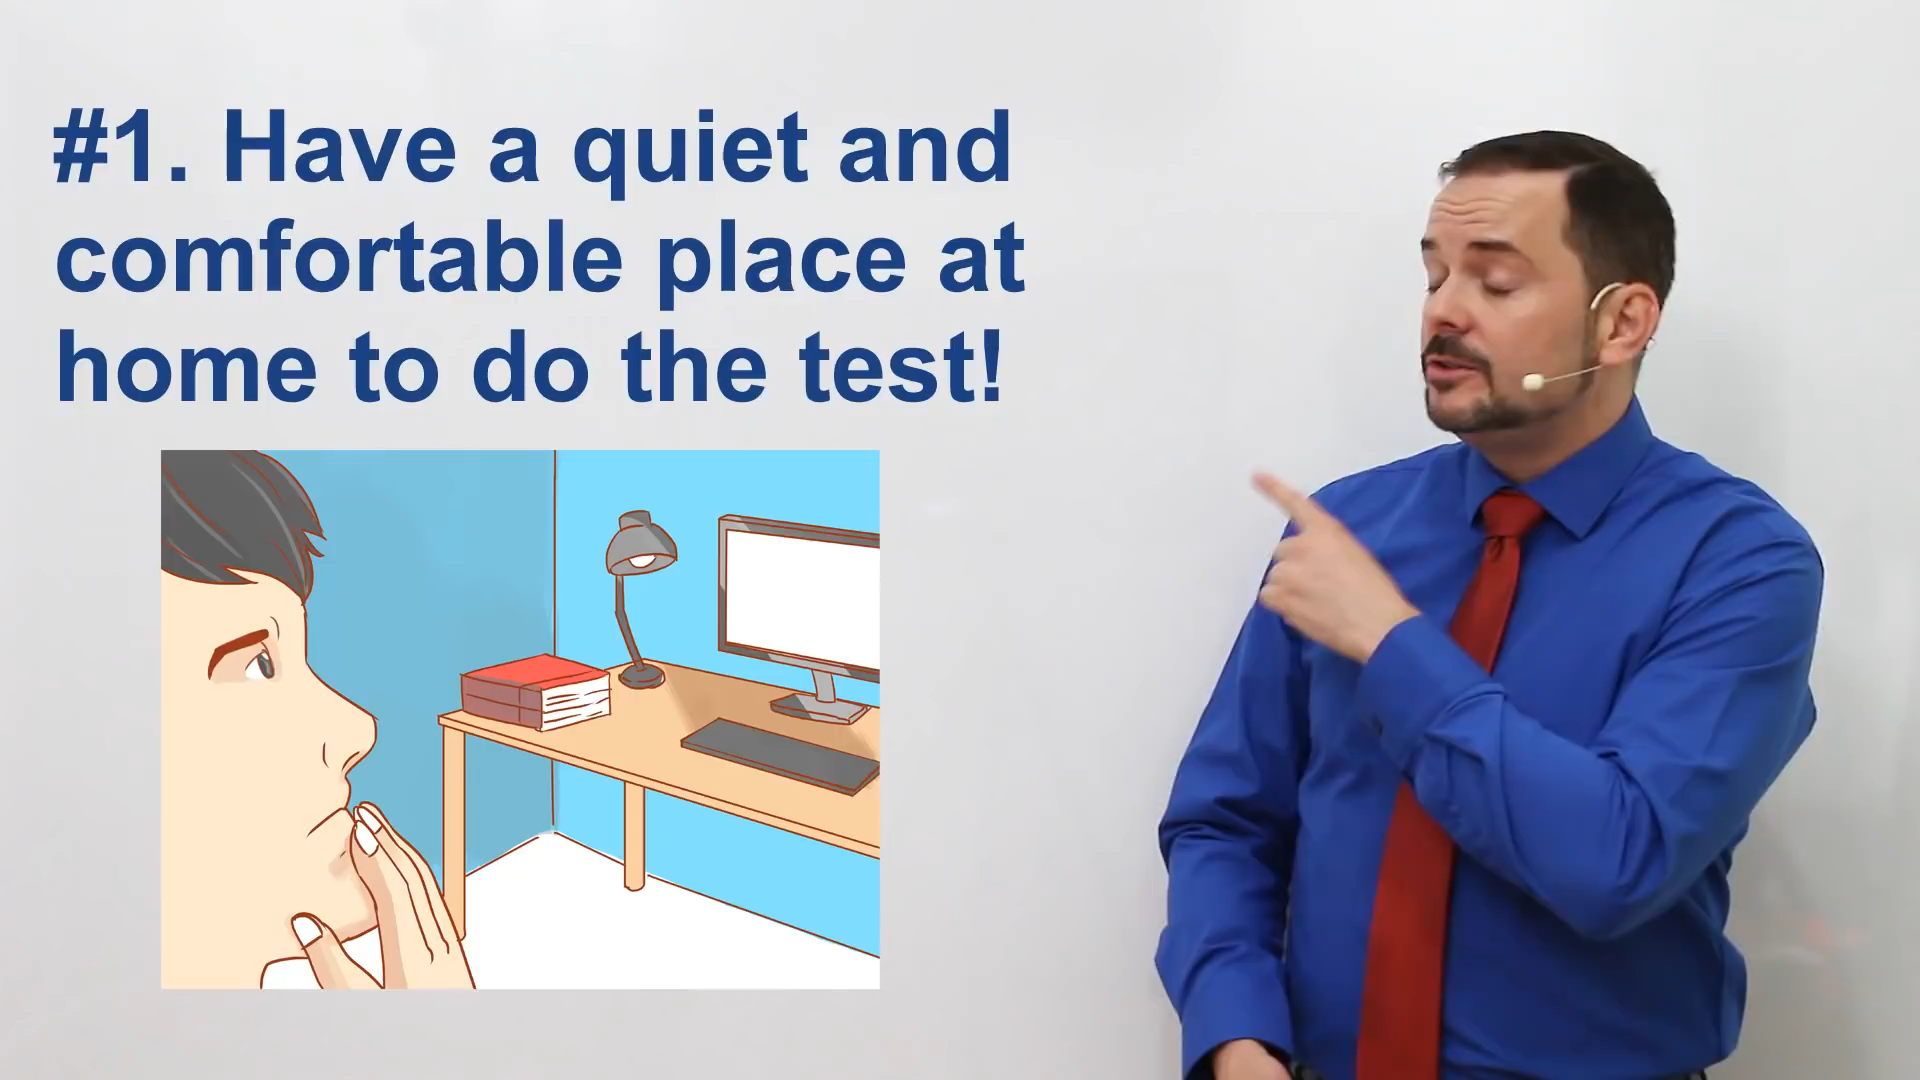 #1. Have a quiet and
comfortable place at
home to do the test!